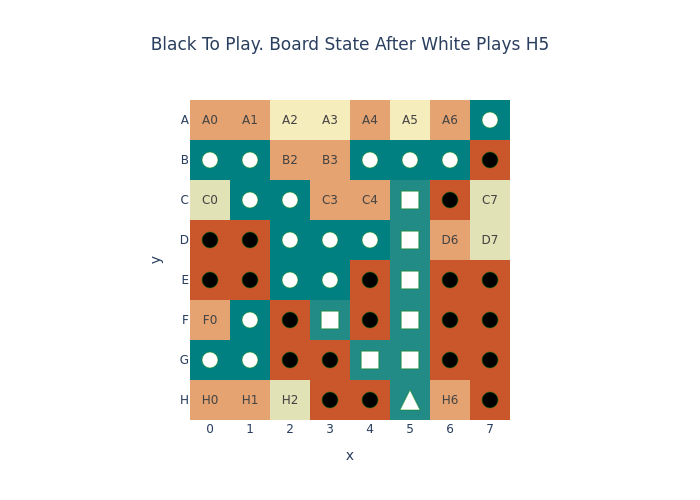 Black To Play. Board State After White Plays H5
A A0 A1 A2 A3 A4 A5 A6
B B2 B3
C C0 C3 C4 C7
D D6 D7
E
F F0
G
H H0 H1 H2 H6
0 1 2 3 4 5 6 7
y
x